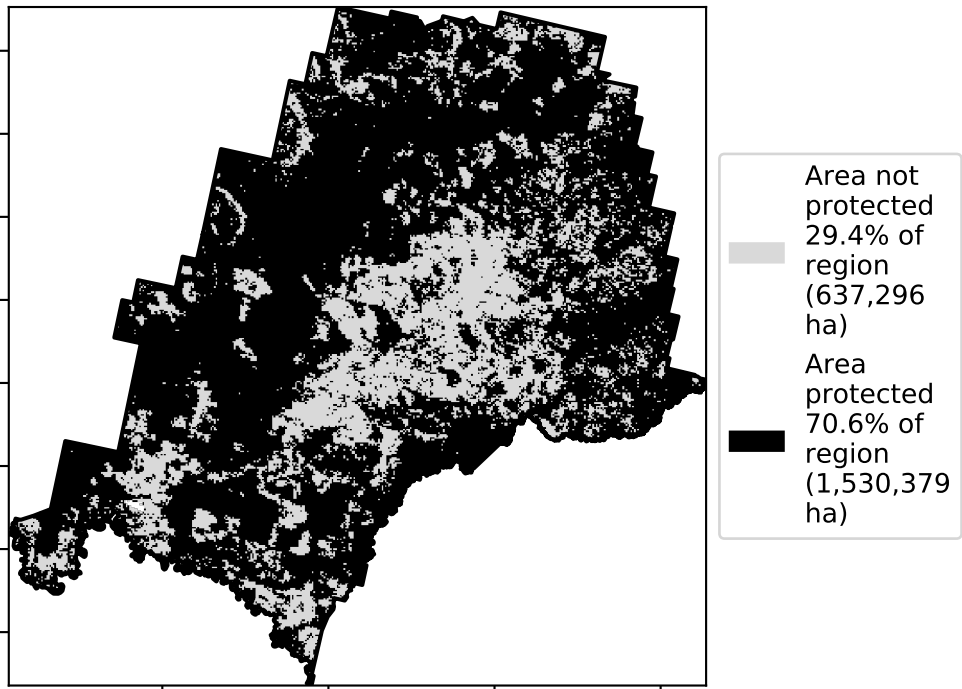 Area not
protected
29.4% of
region
(637,296
ha)
Area
protected
70.6% of
region
(1,530,379
ha)